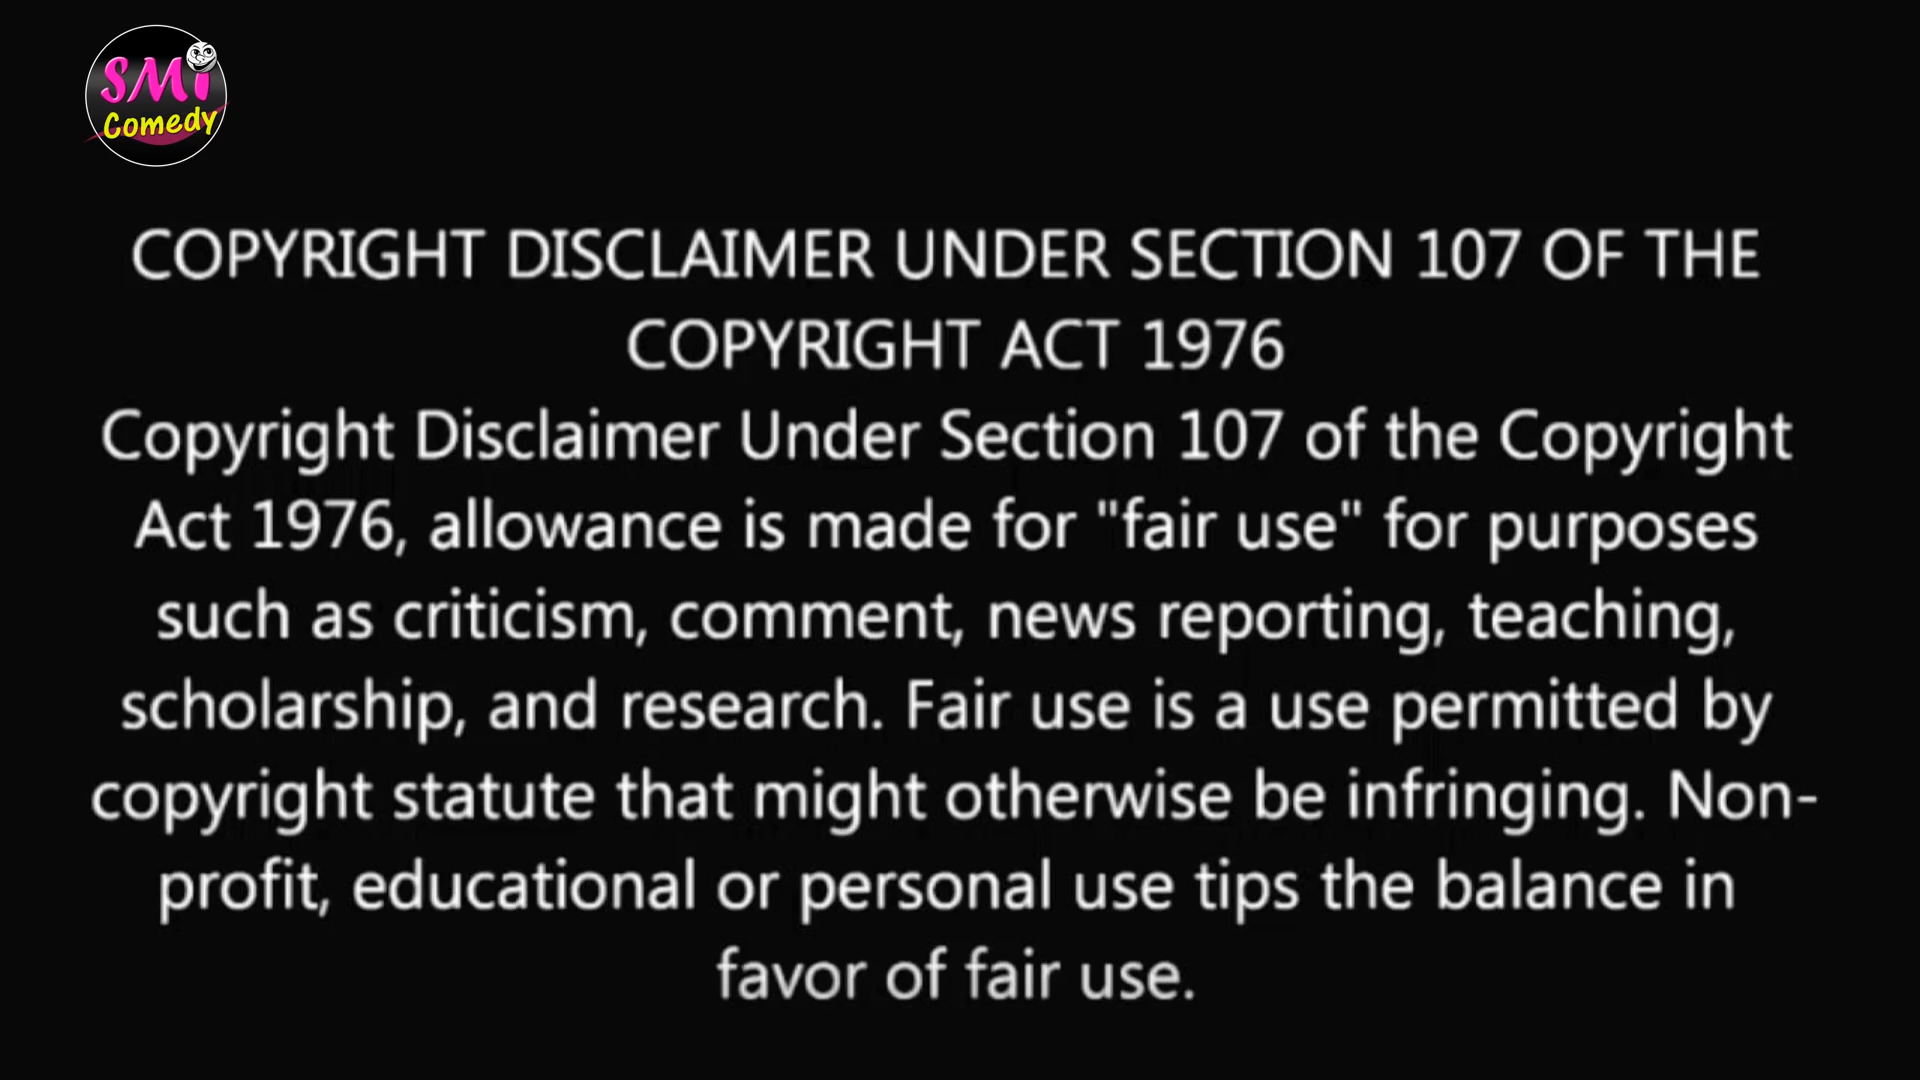 SMI
Comedy
COPYRIGHT DISCLAIMER UNDER SECTION 107 OF THE
COPYRIGHT ACT 1976
Copyright Disclaimer Under Section 107 of the Copyright
Act 1976, allowance is made for "fair use" for purposes
such as criticism, comment, news reporting, teaching,
scholarship, and research. Fair use is a use permitted by
copyright statute that might otherwise be infringing. Non-
profit, educational or personal use tips the balance in
favor of fair use.